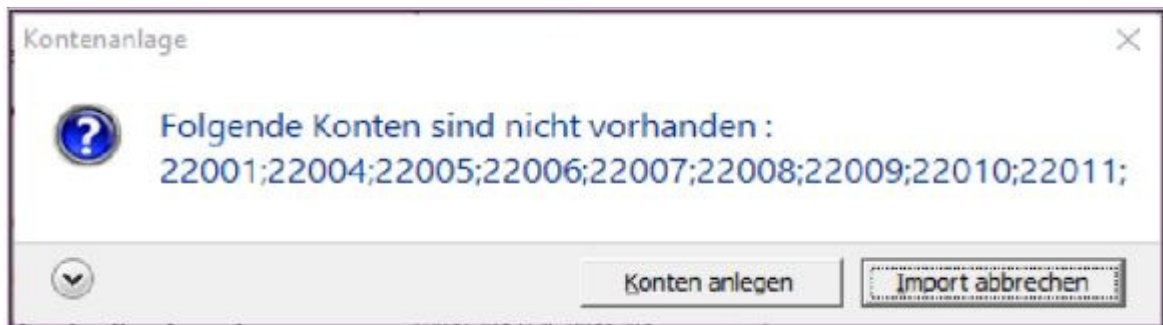 Kontenanlage
Folgende Konten sind nicht vorhanden :
22001;22004;22005;22006;22007;22008;22009;22010;22011;
Konten anlegen
Import abbrechen